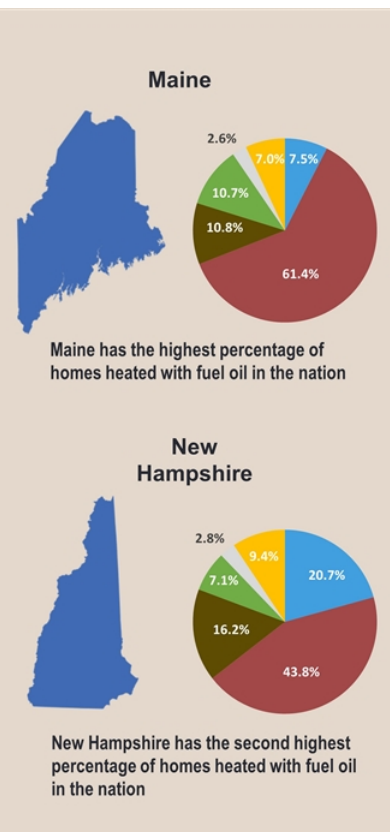 Maine
2.6%
7.0%
7.5%
10.7%
10.8%
61.4%
Maine has the highest percentage of
homes heated with fuel oil in the nation
New
Hampshire
2.8%
9.4%
20.7%
7.1%
16.2%
43.8%
New Hampshire has the second highest
percentage of homes heated with fuel oil
in the nation